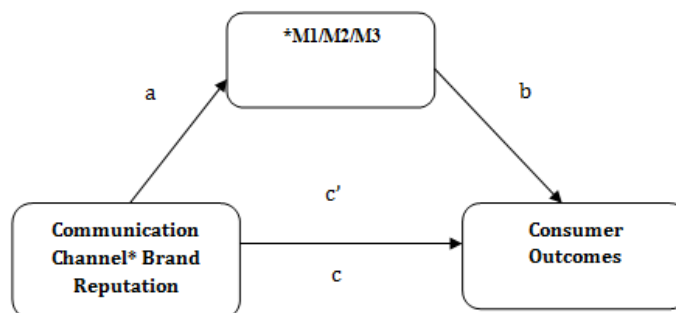 *M1/M2/M3
a
b
c'
Communication
Channel* Brand
Reputation
c
Consumer
Outcomes